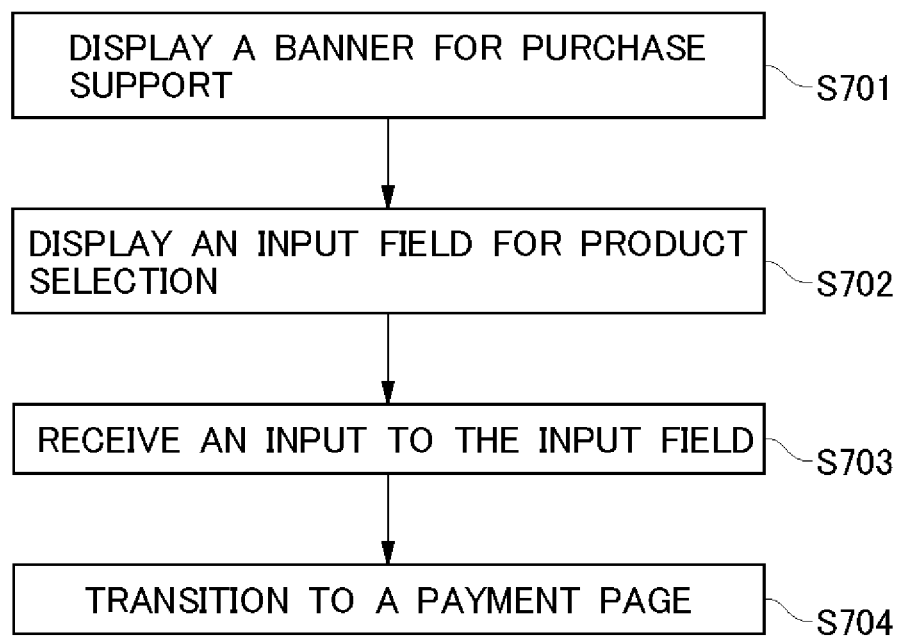 DISPLAY A BANNER FOR PURCHASE
SUPPORT
S701
DISPLAY AN INPUT FIELD FOR PRODUCT
SELECTION
S702
RECEIVE AN INPUT TO THE INPUT FIELD
S703
TRANSITION TO A PAYMENT PAGE
S704